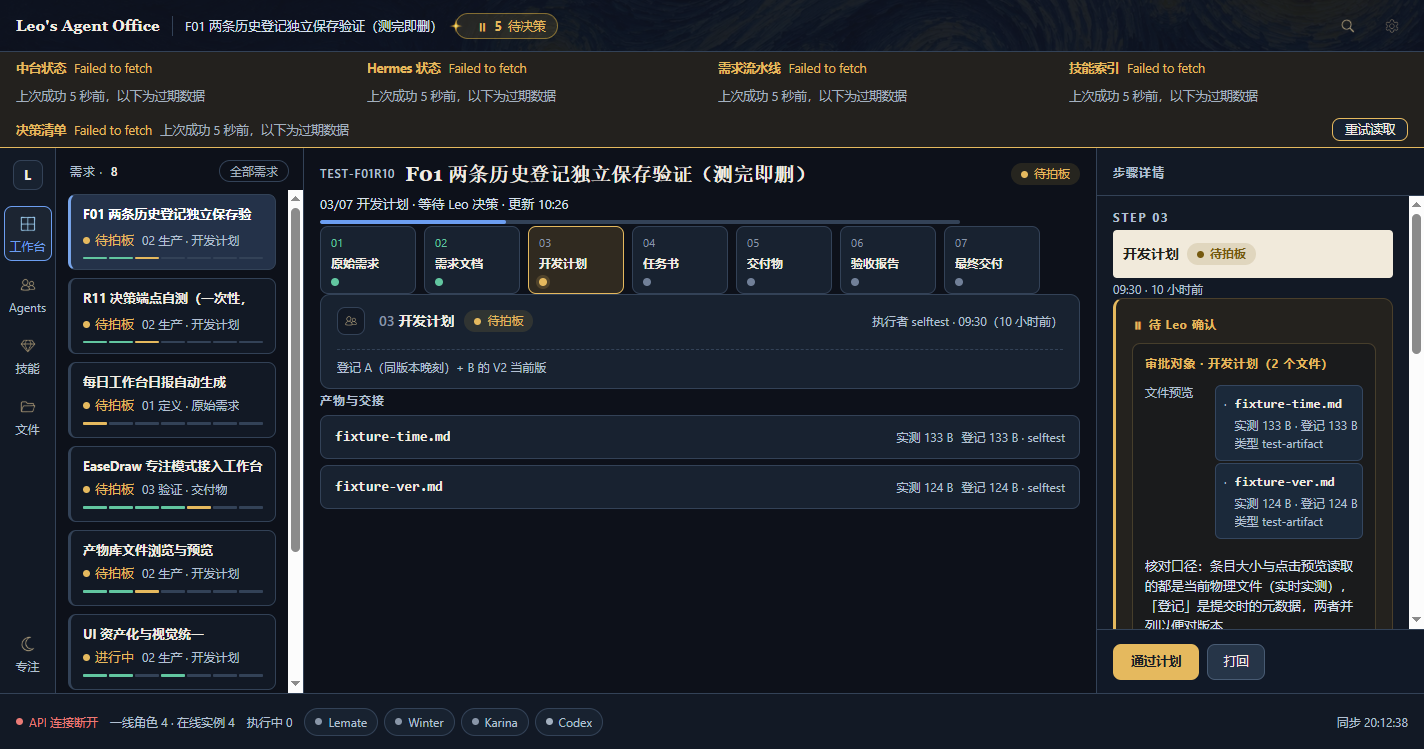 Leo's Agent Office
F01 两条历史登记独立保存验证（测完即删）
5 待决策
中台状态 Failed to fetch
上次成功 5 秒前，以下为过期数据
Hermes 状态 Failed to fetch
上次成功 5 秒前，以下为过期数据
需求流水线 Failed to fetch
上次成功 5 秒前，以下为过期数据
技能索引 Failed to fetch
上次成功 5 秒前，以下为过期数据
决策清单 Failed to fetch 上次成功 5 秒前，以下为过期数据
重试读取
L
工作台
Agents
技能
文件
专注
需求 · 8
全部需求
F01 两条历史登记独立保存验
待拍板 02 生产 · 开发计划
R11 决策端点自测（一次性，
待拍板 02 生产 · 开发计划
每日工作台日报自动生成
待拍板 01 定义 · 原始需求
EaseDraw 专注模式接入工作台
待拍板 03 验证 · 交付物
产物库文件浏览与预览
待拍板 02 生产 · 开发计划
UI 资产化与视觉统一
进行中 02 生产 · 开发计划
TEST-F01R10 F01 两条历史登记独立保存验证（测完即删）
待拍板
03/07 开发计划 · 等待 Leo 决策 · 更新 10:26
01
原始需求
02
需求文档
03
开发计划
04
任务书
05
交付物
06
验收报告
07
最终交付
03 开发计划 待拍板
执行者 selftest · 09:30（10 小时前）
登记 A（同版本晚刻）+ B 的 V2 当前版
产物与交接
fixture-time.md
实测 133 B 登记 133 B · selftest
fixture-ver.md
实测 124 B 登记 124 B · selftest
步骤详情
STEP 03
开发计划 待拍板
09:30 · 10 小时前
待 Leo 确认
审批对象 · 开发计划（2 个文件）
文件预览
· fixture-time.md
实测 133 B · 登记 133 B
类型 test-artifact
· fixture-ver.md
实测 124 B · 登记 124 B
类型 test-artifact
核对口径：条目大小与点击预览读取
的都是当前物理文件（实时实测），
「登记」是提交时的元数据，两者并
列以便对版本
通过计划
打回
API 连接断开 一线角色 4 · 在线实例 4 执行中 0
Lemate
Winter
Karina
Codex
同步 20:12:38